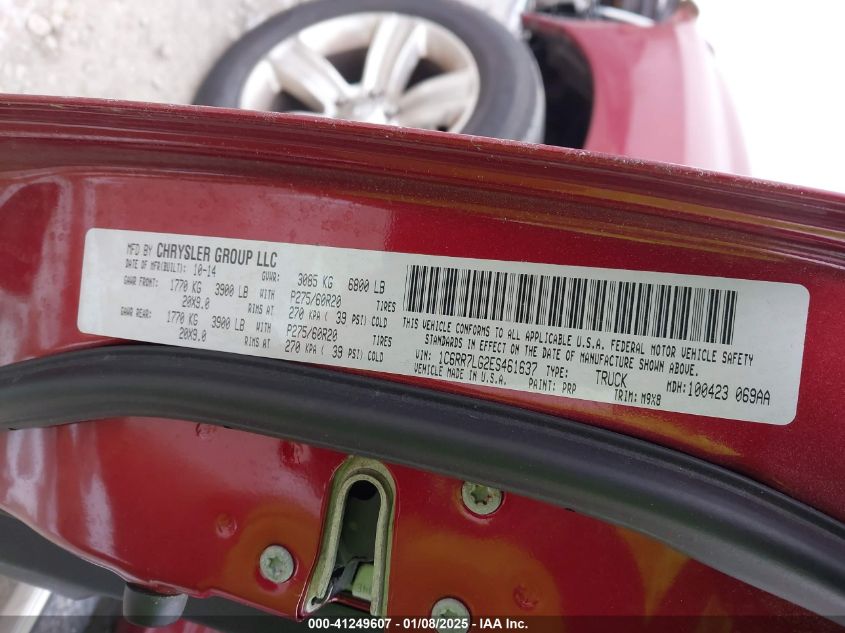 MFD BY CHRYSLER GROUP LLC
DATE OF MFR(BUILT): 10-14 GVWR: 3085 KG 6800 LB
GAWR FRONT: 1770 KG 3900 LB WITH P275/60R20 TIRES
20X9.0 RIMS AT 270 KPA ( 39 PSI) COLD
GAWR REAR: 1770 KG 3900 LB WITH P275/60R20 TIRES
20X9.0 RIMS AT 270 KPA ( 39 PSI) COLD
THIS VEHICLE CONFORMS TO ALL APPLICABLE U.S.A. FEDERAL MOTOR VEHICLE SAFETY
STANDARDS IN EFFECT ON THE DATE OF MANUFACTURE SHOWN ABOVE.
VIN: 1C6RR7LG2ES461637 TYPE: TRUCK MDH: 100423 069AA
VEHICLE MADE IN U.S.A. PAINT: PRP TRIM: M9X8
000-41249607 - 01/08/2025 - IAA Inc.